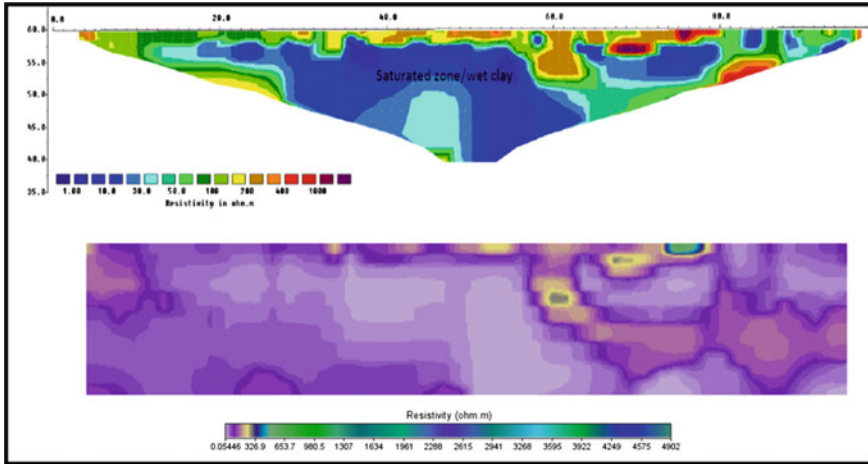 0.0 20.0 40.0 60.0 80.0
60.0
55.0
Saturated zone/wet clay
50.0
45.0
40.0
35.0
1.00 10.0 30.0 50.0 100 200 400 1000
Resistivity in ohm.m
Resistivity (ohm.m)
0.05446 326.9 653.7 980.5 1307 1634 1961 2288 2615 2941 3268 3595 3922 4249 4575 4902